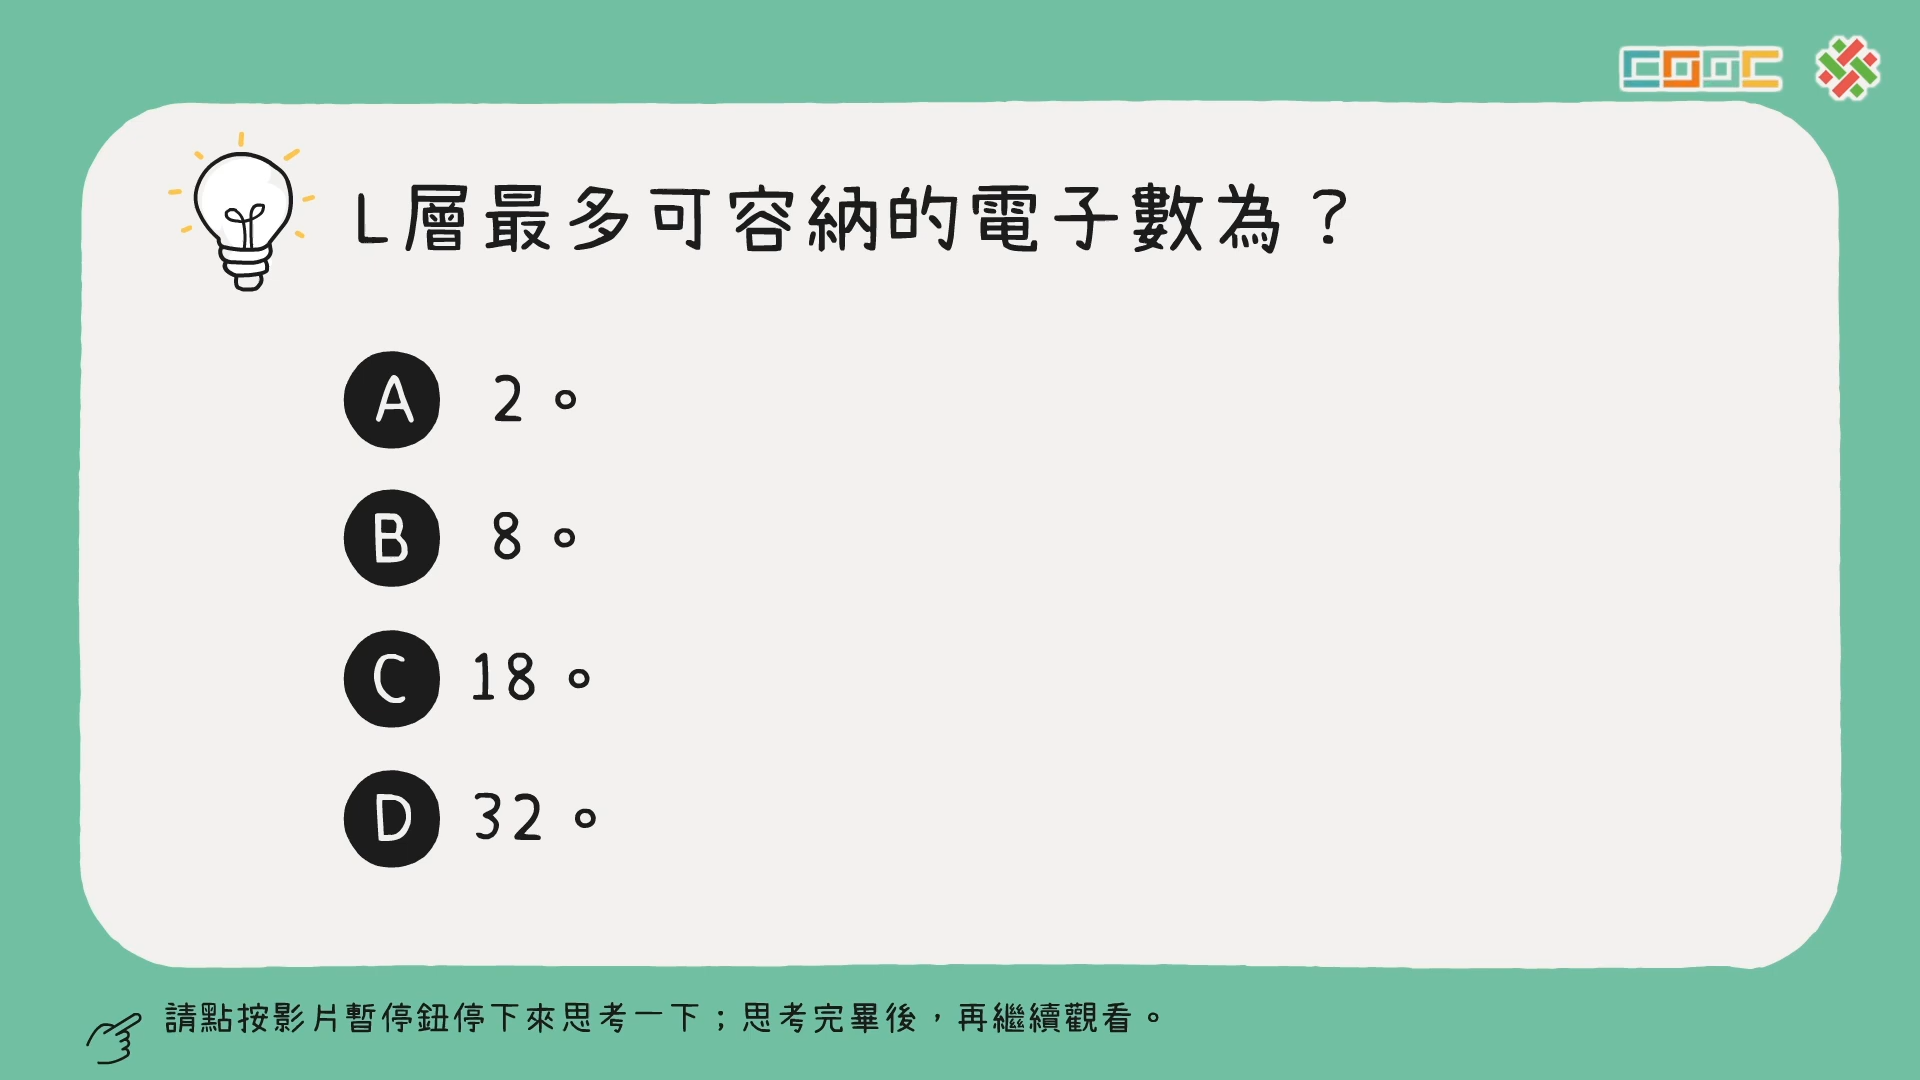 COOC
L層最多可容納的電子數為？
A 2。
B 8。
C 18。
D 32。
請點按影片暫停鈕停下來思考一下；思考完畢後，再繼續觀看。